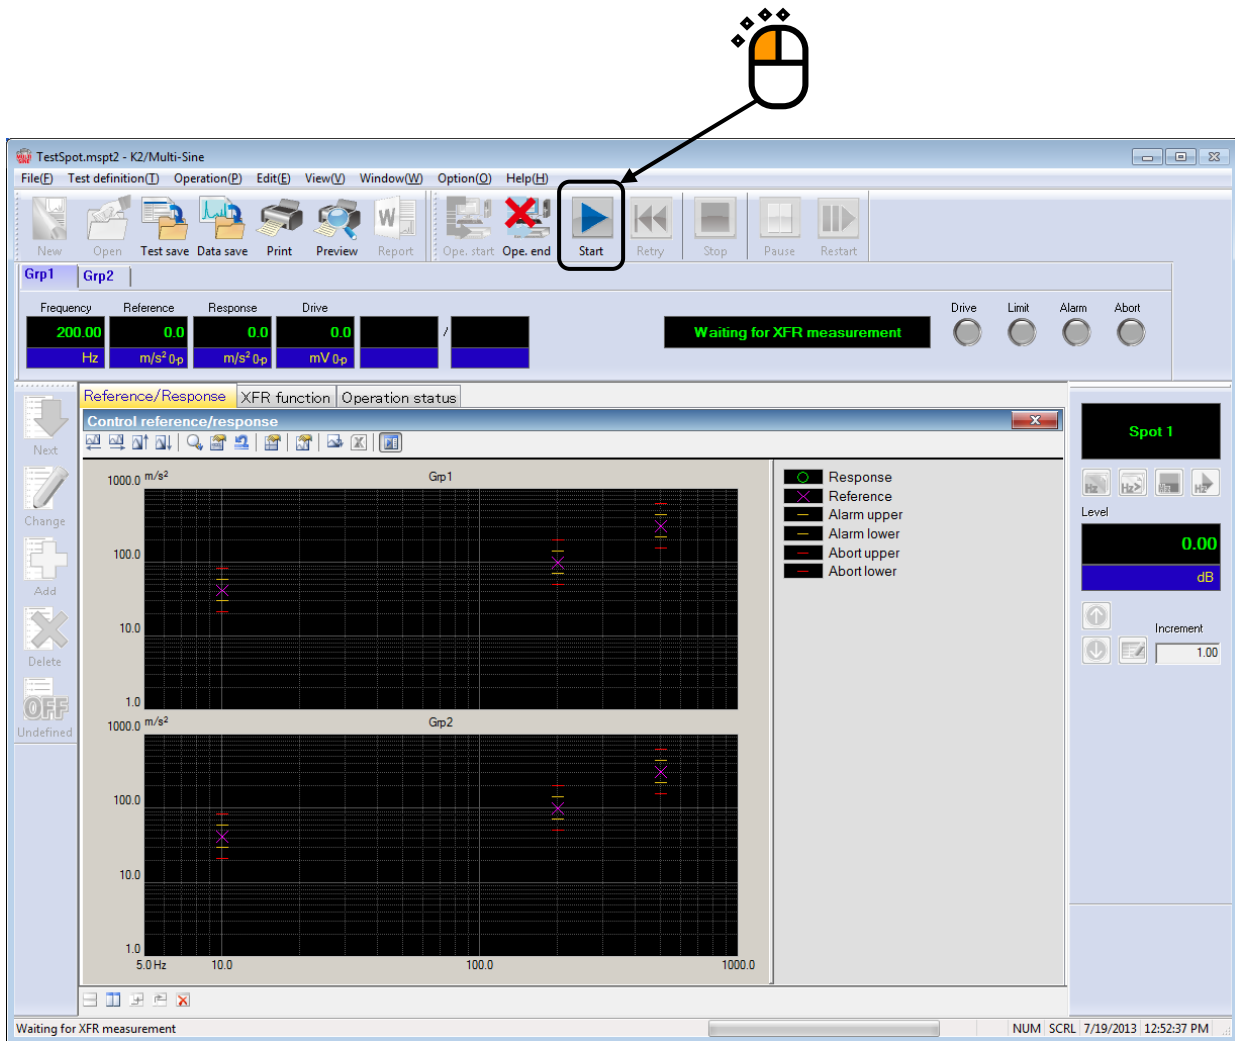 TestSpot.mspt2 - K2/Multi-Sine
File(F) Test definition(T) Operation(P) Edit(E) View(V) Window(W) Option(O) Help(H)
New Open Test save Data save Print Preview Report Ope. start Ope. end Start Retry Stop Pause Restart
Grp1 Grp2
Frequency Reference Response Drive Drive Limit Alarm Abort
200.00 0.0 0.0 0.0 / Waiting for XFR measurement
Hz m/s² 0-p m/s² 0-p mV 0-p
Reference/Response XFR function Operation status
Control reference/response
Next
Change
Add
Delete
OFF
Undefined
1000.0 m/s² Grp1
100.0
10.0
1.0
1000.0 m/s² Grp2
100.0
10.0
1.0
5.0 Hz 10.0 100.0 1000.0
Response
Reference
Alarm upper
Alarm lower
Abort upper
Abort lower
Spot 1
Level
0.00
dB
Increment
1.00
Waiting for XFR measurement NUM SCRL 7/19/2013 12:52:37 PM